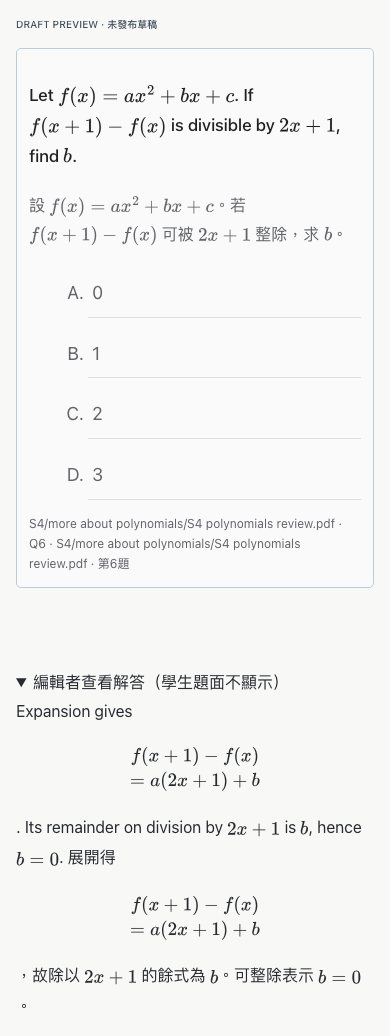 DRAFT PREVIEW · 未發布草稿
Let f(x) = ax² + bx + c. If
f(x + 1) − f(x) is divisible by 2x + 1,
find b.
設 f(x) = ax² + bx + c。若
f(x + 1) − f(x) 可被 2x + 1 整除，求 b。
A. 0
B. 1
C. 2
D. 3
S4/more about polynomials/S4 polynomials review.pdf ·
Q6 · S4/more about polynomials/S4 polynomials
review.pdf · 第6題
▼ 編輯者查看解答（學生題面不顯示）
Expansion gives
f(x + 1) − f(x)
= a(2x + 1) + b
. Its remainder on division by 2x + 1 is b, hence
b = 0. 展開得
f(x + 1) − f(x)
= a(2x + 1) + b
，故除以 2x + 1 的餘式為 b。可整除表示 b = 0
。